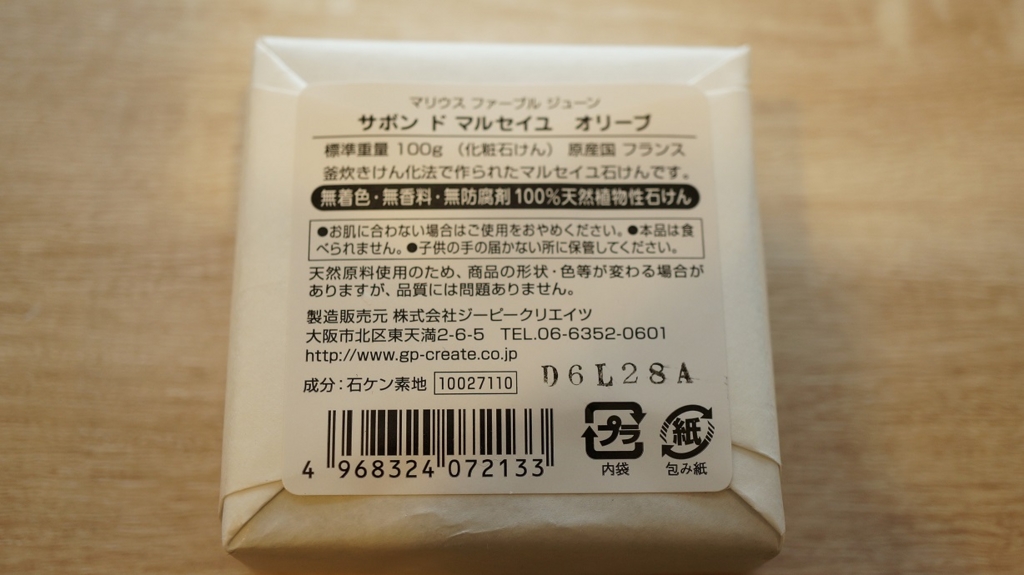 マリウス ファーブル ジューン
サボン ド マルセイユ　オリーブ
標準重量 100g （化粧石けん） 原産国 フランス
釜炊きけん化法で作られたマルセイユ石けんです。
無着色・無香料・無防腐剤 100%天然植物性石けん
●お肌に合わない場合はご使用をおやめください。●本品は食
べられません。●子供の手の届かない所に保管してください。
天然原料使用のため、商品の形状・色等が変わる場合が
ありますが、品質には問題ありません。
製造販売元 株式会社ジーピークリエイツ
大阪市北区東天満2-6-5　TEL.06-6352-0601
http://www.gp-create.co.jp
成分：石ケン素地 10027110 D6L28A
プラ 紙
内袋 包み紙
4 968324 072133